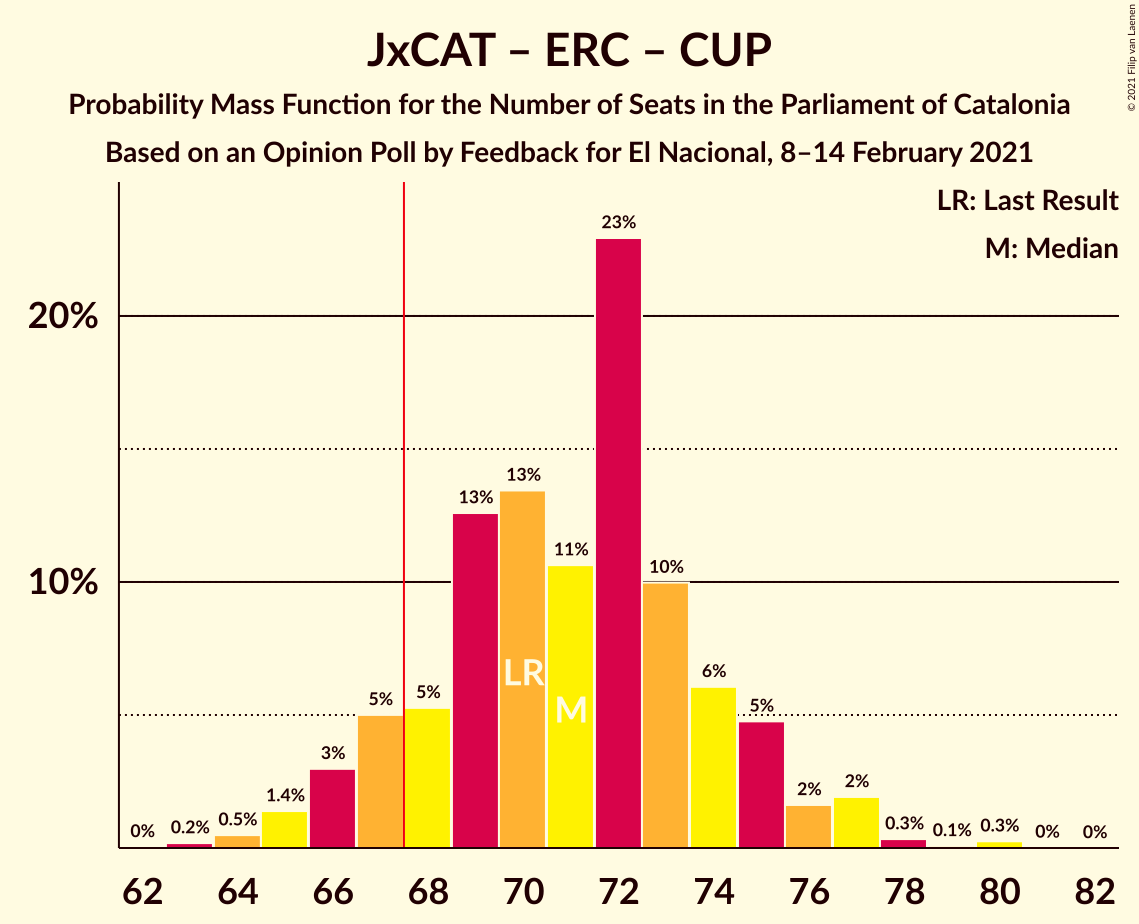 JxCAT – ERC – CUP
Probability Mass Function for the Number of Seats in the Parliament of Catalonia
Based on an Opinion Poll by Feedback for El Nacional, 8–14 February 2021
© 2021 Filip van Laenen
LR: Last Result
M: Median
20%
10%
0%
0.2%
0.5%
1.4%
3%
5%
5%
13%
13%
11%
23%
10%
6%
5%
2%
2%
0.3%
0.1%
0.3%
0%
0%
LR
M
62 64 66 68 70 72 74 76 78 80 82